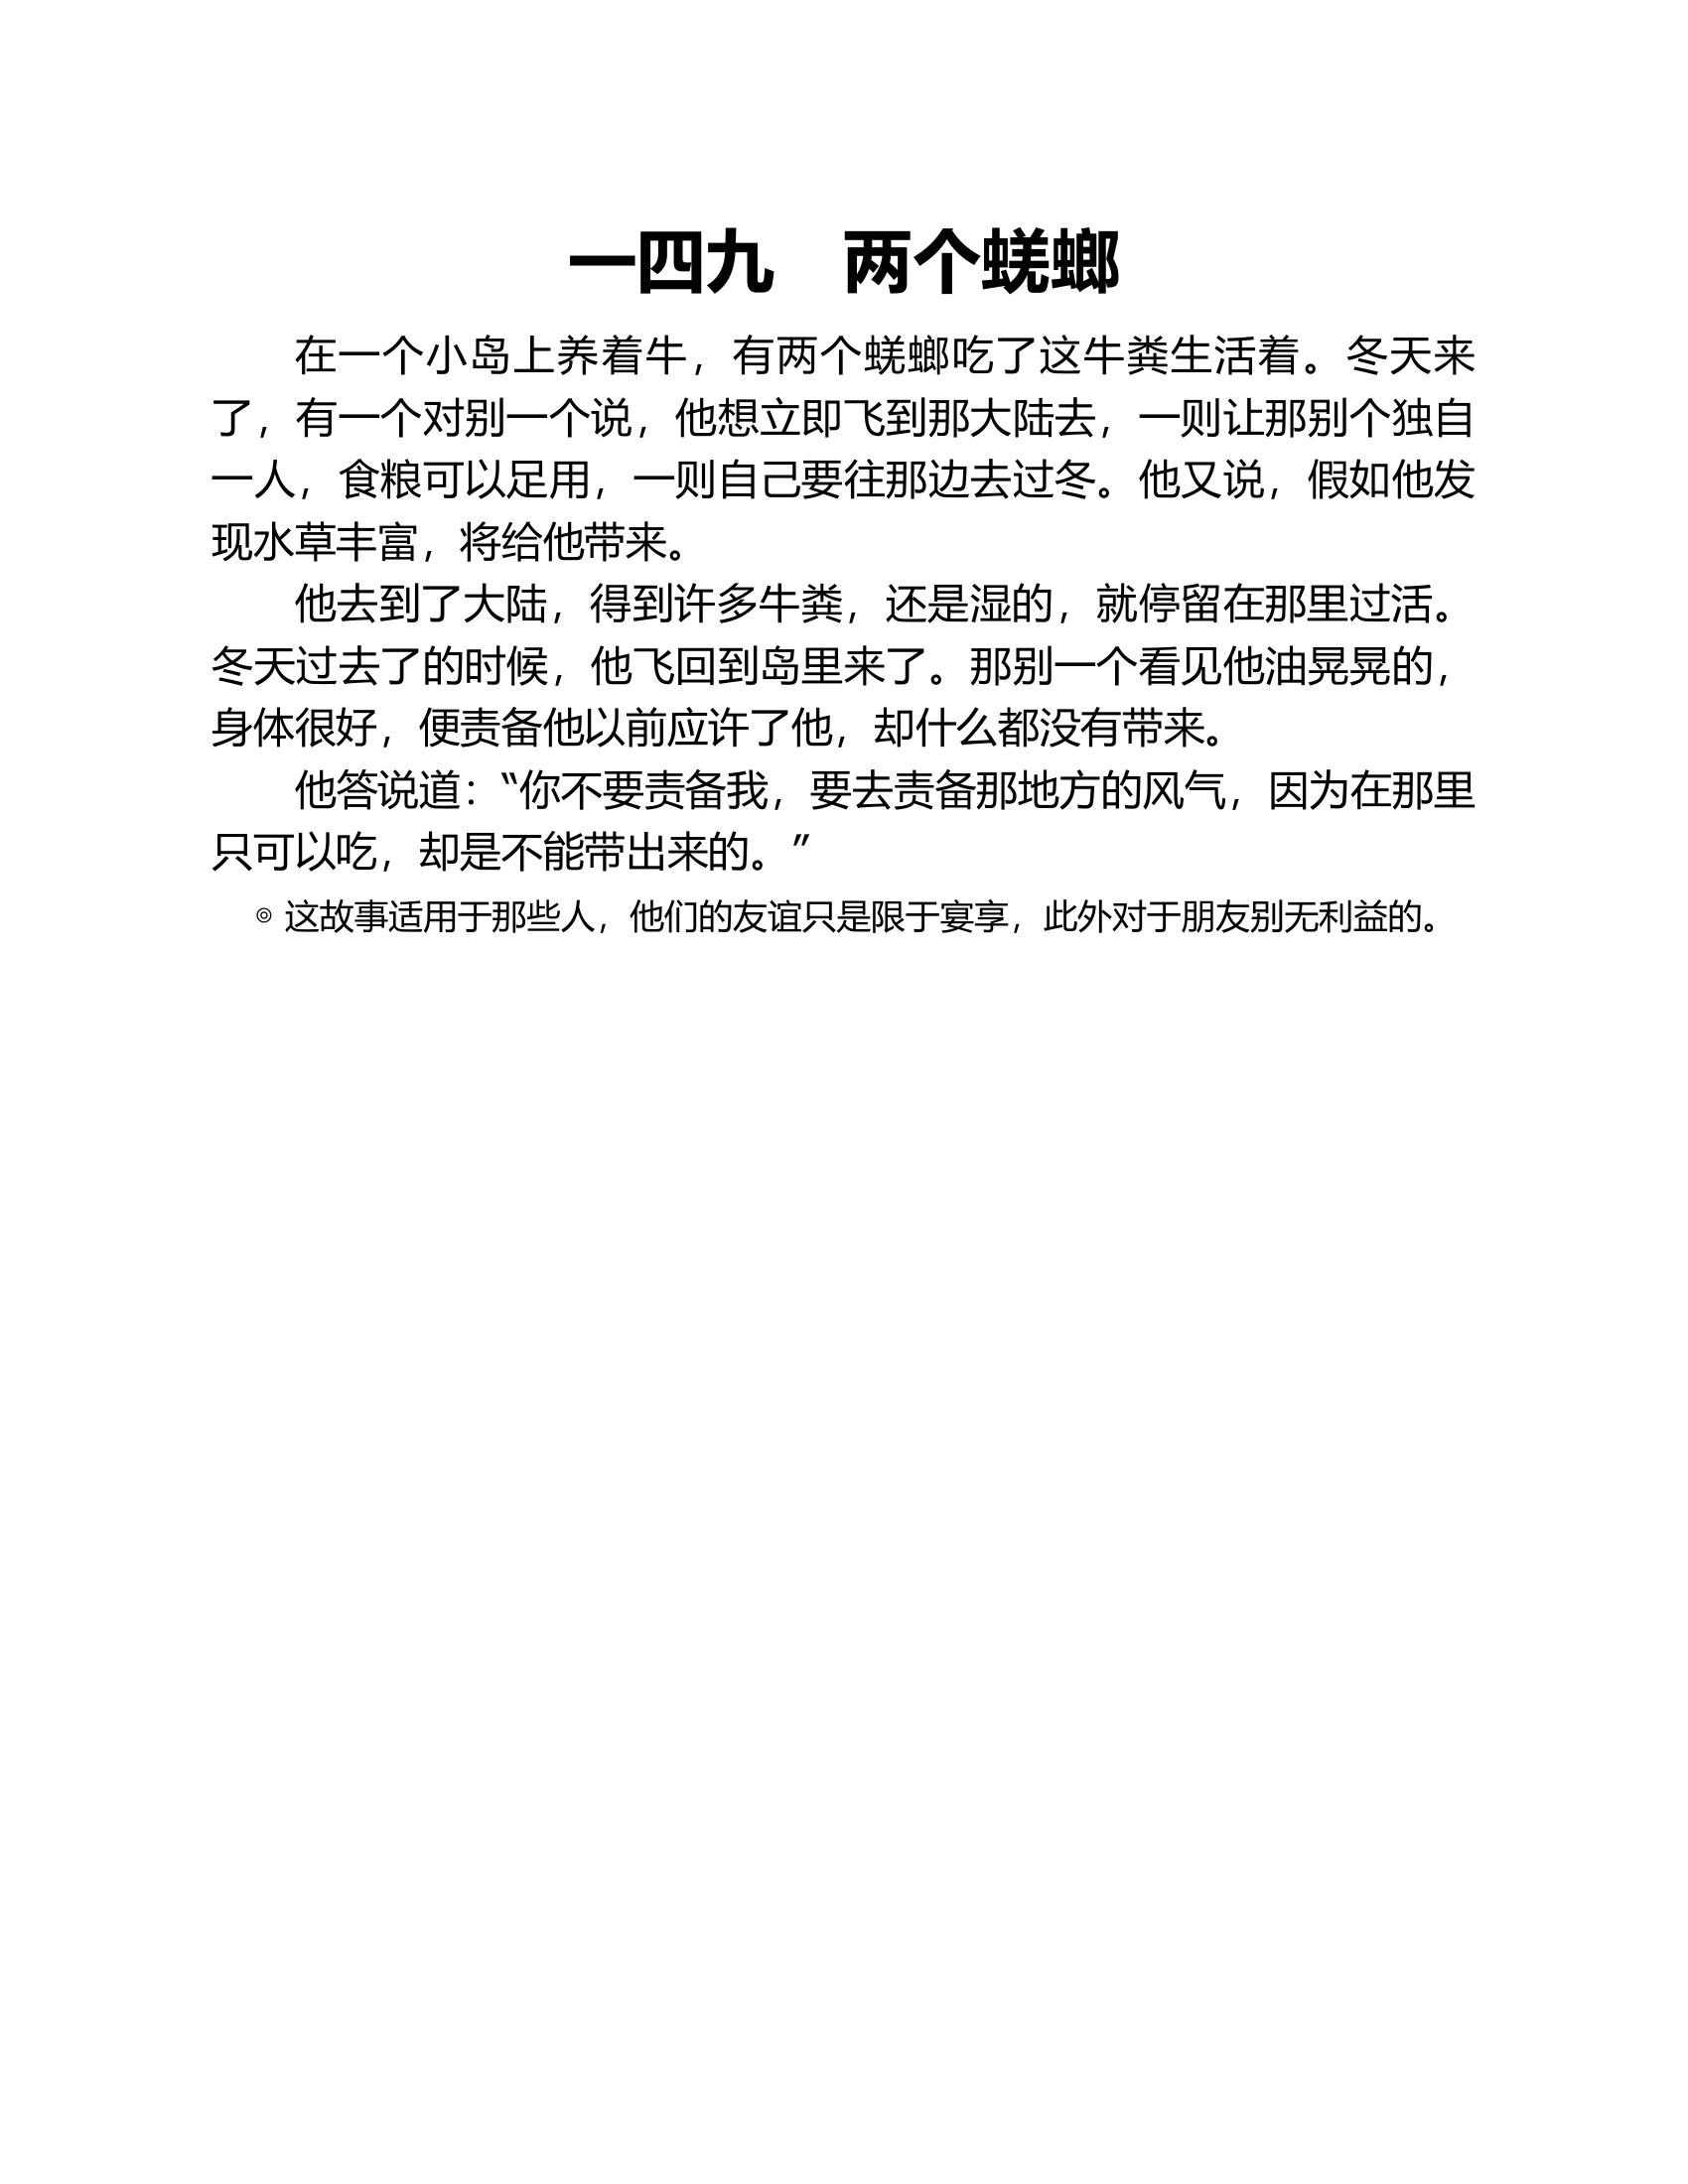 一四九　两个蜣螂
在一个小岛上养着牛，有两个蜣螂吃了这牛粪生活着。冬天来
了，有一个对别一个说，他想立即飞到那大陆去，一则让那别个独自
一人，食粮可以足用，一则自己要往那边去过冬。他又说，假如他发
现水草丰富，将给他带来。
他去到了大陆，得到许多牛粪，还是湿的，就停留在那里过活。
冬天过去了的时候，他飞回到岛里来了。那别一个看见他油晃晃的，
身体很好，便责备他以前应许了他，却什么都没有带来。
他答说道：“你不要责备我，要去责备那地方的风气，因为在那里
只可以吃，却是不能带出来的。”
◎ 这故事适用于那些人，他们的友谊只是限于宴享，此外对于朋友别无利益的。